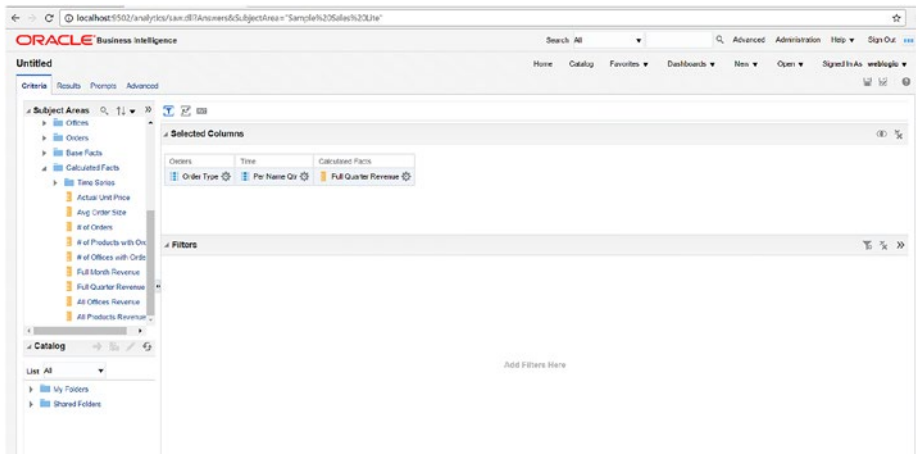 localhost:9502/analytics/saw.dll?Answers&SubjectArea="Sample%20Sales%20Lite"
ORACLE Business Intelligence
Search All
Advanced Administration Help Sign Out
Untitled
Home Catalog Favorites Dashboards New Open Signed In As weblogic
Criteria Results Prompts Advanced
Subject Areas
Offices
Orders
Base Facts
Calculated Facts
Time Series
Actual Unit Price
Avg Order Size
# of Orders
# of Products with Orc
# of Offices with Orde
Full Month Revenue
Full Quarter Revenue
All Offices Revenue
All Products Revenue
Selected Columns
Orders Time Calculated Facts
Order Type Per Name Qtr Full Quarter Revenue
Filters
Add Filters Here
Catalog
List All
My Folders
Shared Folders